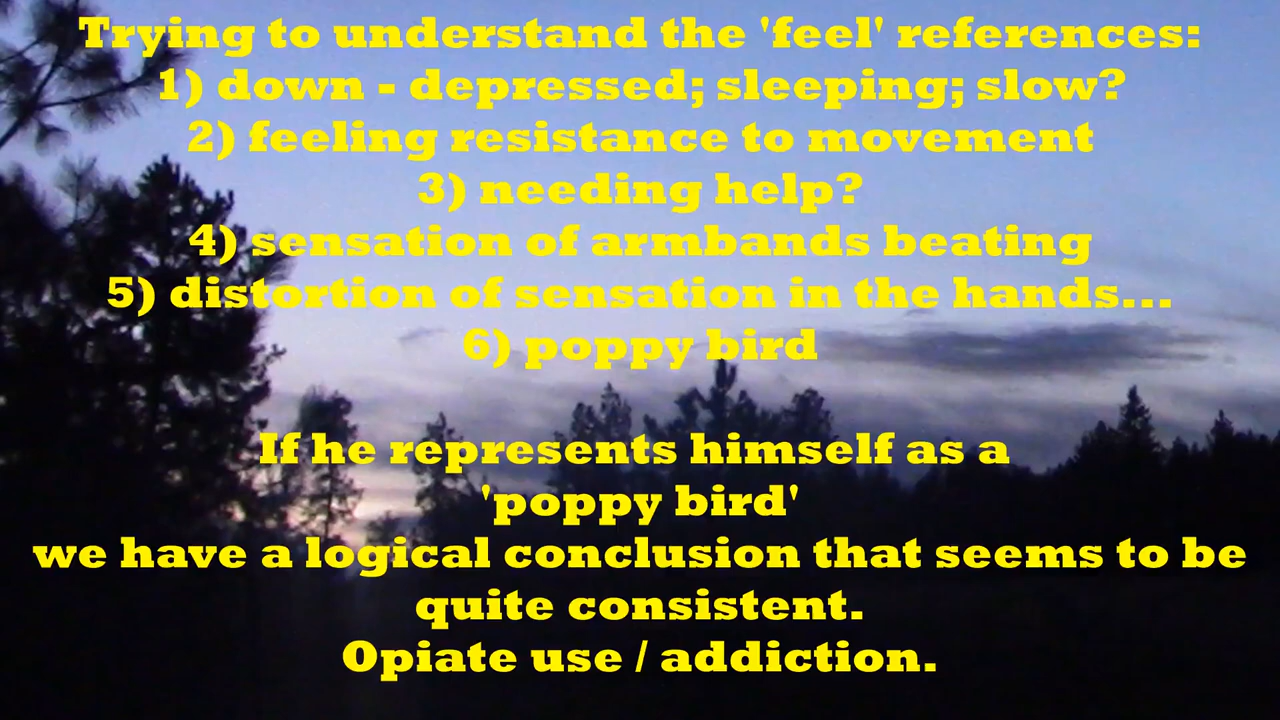 Trying to understand the 'feel' references:
1) down - depressed; sleeping; slow?
2) feeling resistance to movement
3) needing help?
4) sensation of armbands beating
5) distortion of sensation in the hands...
6) poppy bird
If he represents himself as a
'poppy bird'
we have a logical conclusion that seems to be
quite consistent.
Opiate use / addiction.